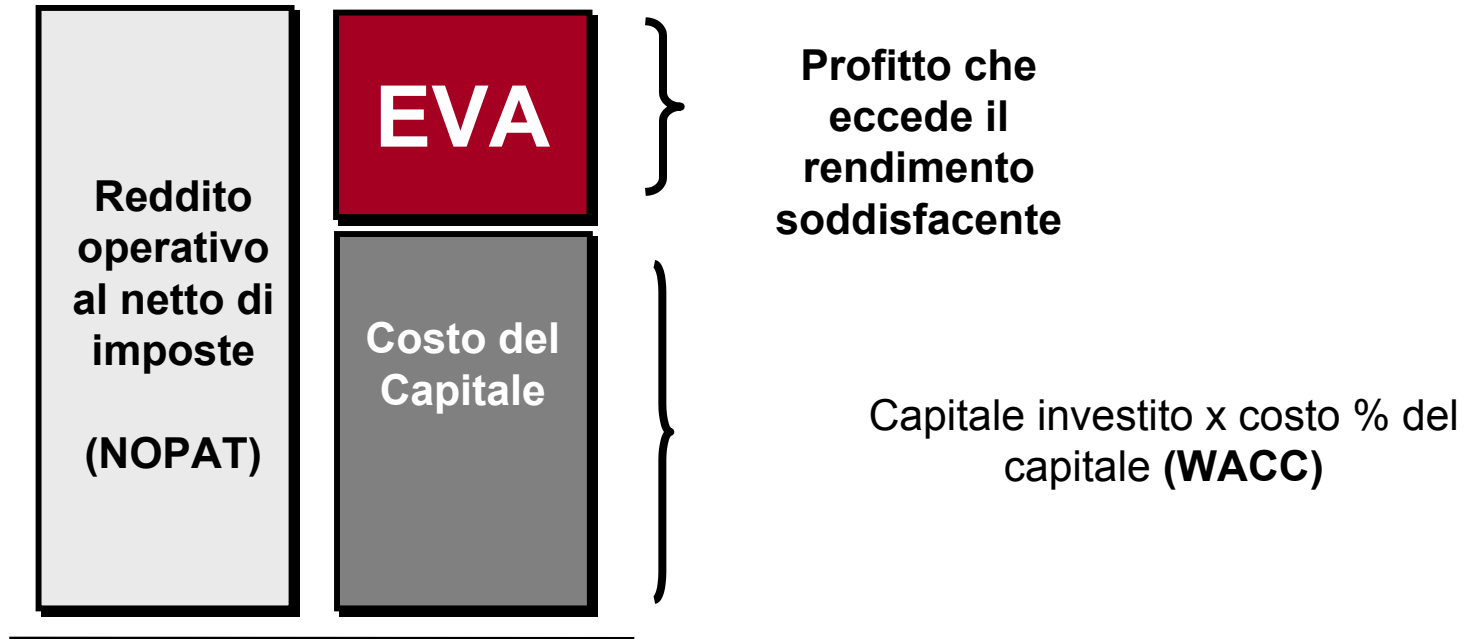 Reddito
operativo
al netto di
imposte
(NOPAT)
EVA
Costo del
Capitale
Profitto che
eccede il
rendimento
soddisfacente
Capitale investito x costo % del
capitale (WACC)